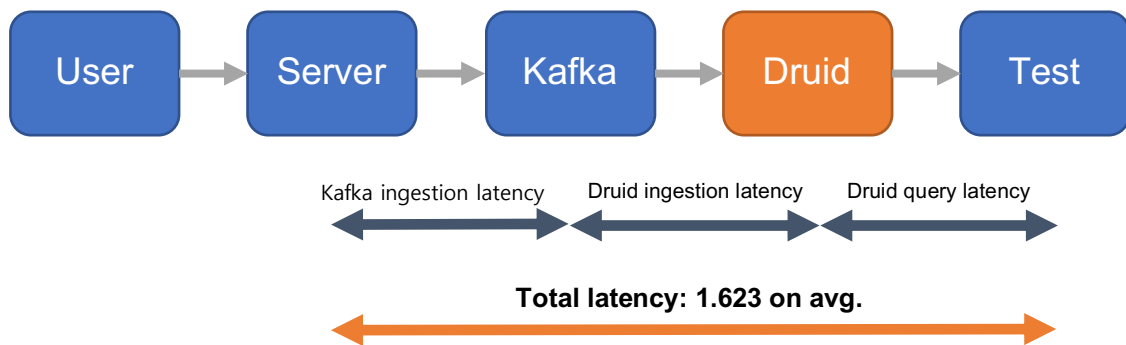 User
Server
Kafka
Druid
Test
Kafka ingestion latency
Druid ingestion latency
Druid query latency
Total latency: 1.623 on avg.